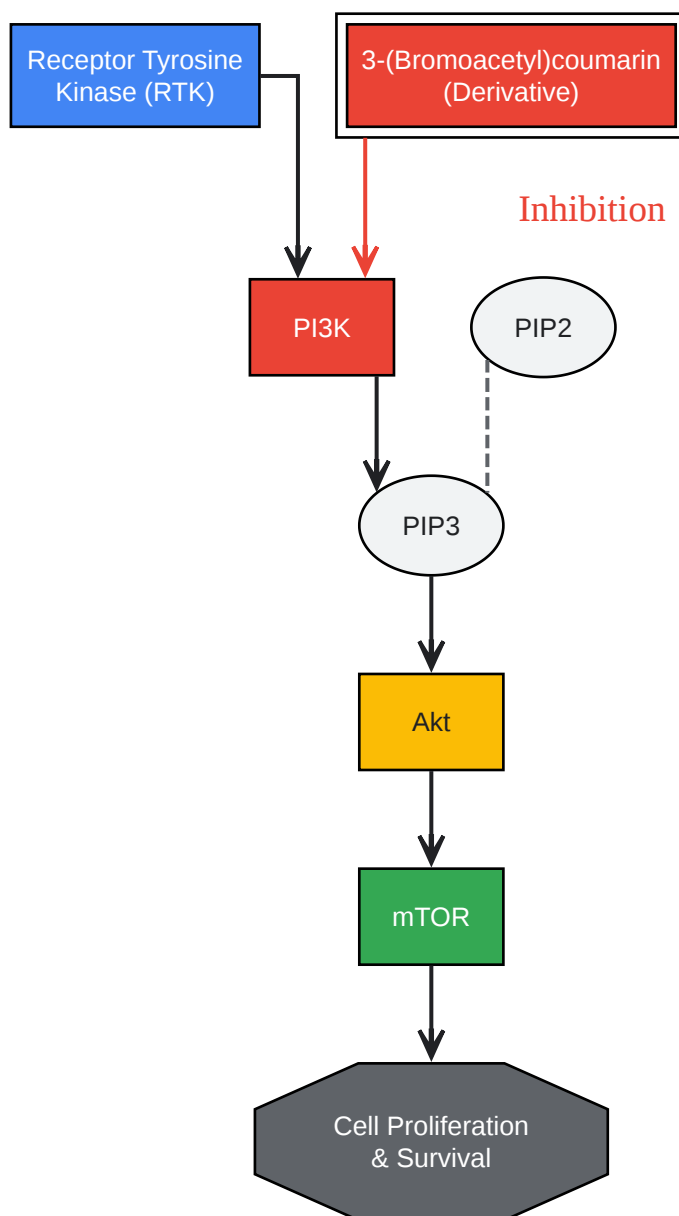 Receptor Tyrosine
Kinase (RTK)
3-(Bromoacetyl)coumarin
(Derivative)
Inhibition
PI3K
PIP2
PIP3
Akt
mTOR
Cell Proliferation
& Survival